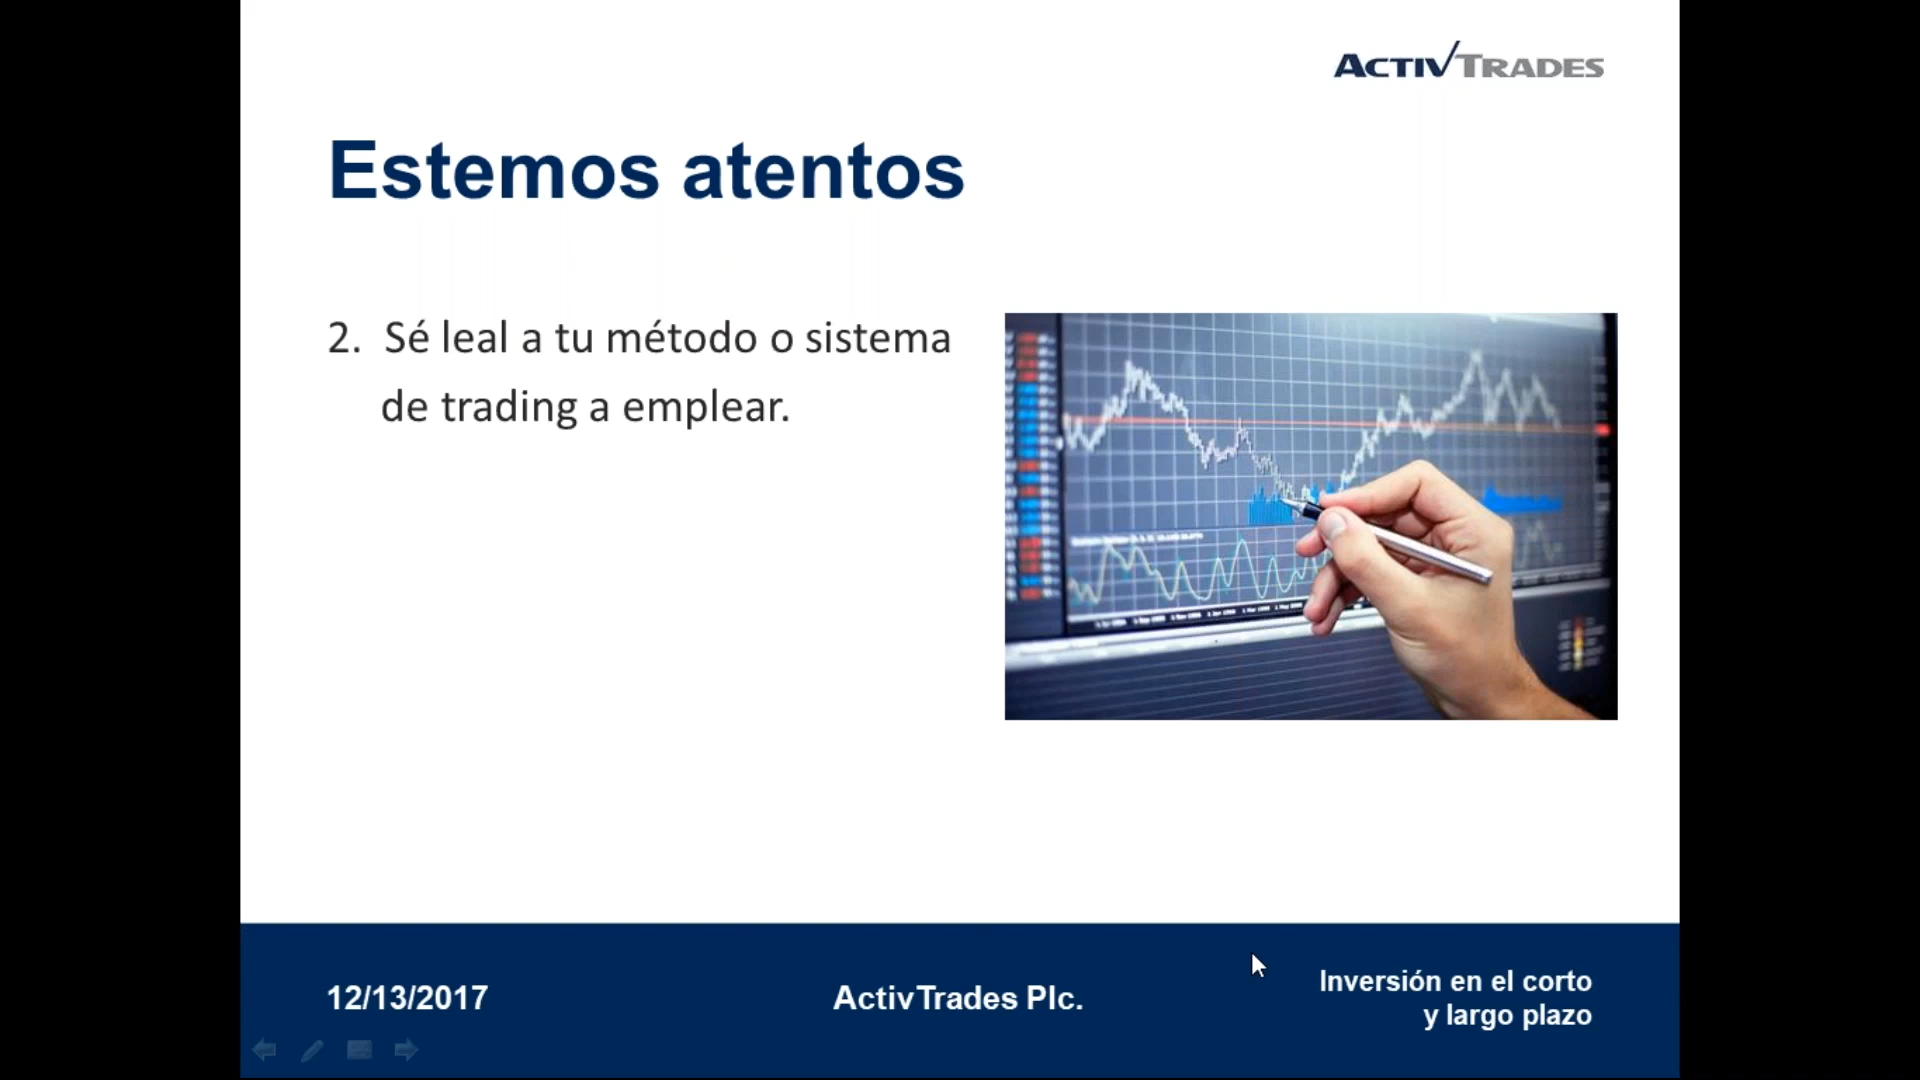 ACTIVTRADES
Estemos atentos
2. Sé leal a tu método o sistema
de trading a emplear.
12/13/2017
ActivTrades Plc.
Inversión en el corto
y largo plazo